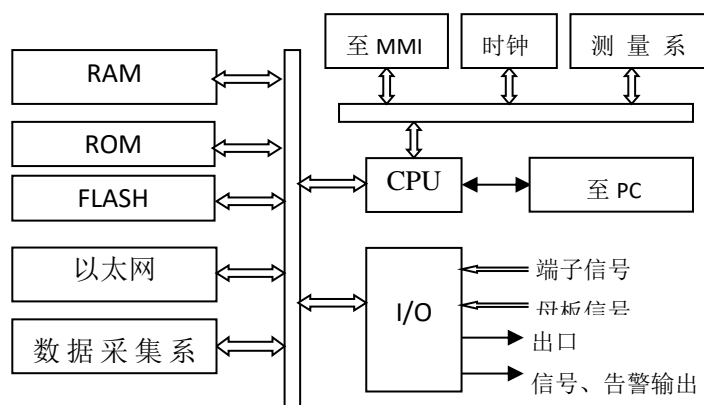 至 MMI
时钟
测 量 系
RAM
ROM
FLASH
以太网
数据采集系
CPU
至 PC
I/O
端子信号
母板信号
出口
信号、告警输出